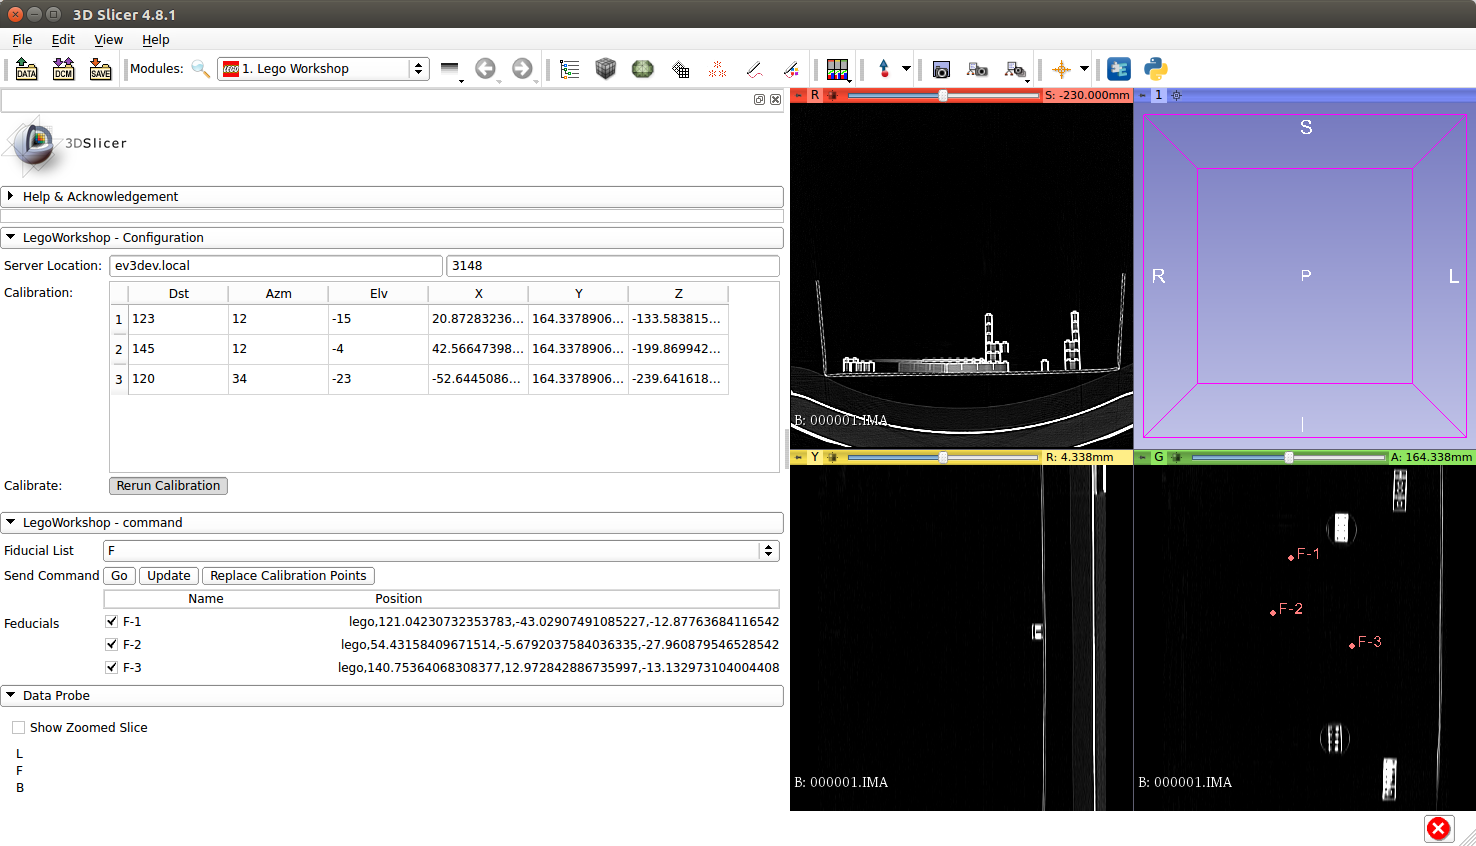 3D Slicer 4.8.1
File Edit View Help
DATA DCM SAVE Modules: LEGO 1. Lego Workshop
R S: -230.000mm 1
3DSlicer
Help & Acknowledgement
LegoWorkshop - Configuration
Server Location: ev3dev.local 3148
Calibration:
Dst Azm Elv X Y Z
1 123 12 -15 20.87283236... 164.3378906... -133.583815...
2 145 12 -4 42.56647398... 164.3378906... -199.869942...
3 120 34 -23 -52.6445086... 164.3378906... -239.641618...
Calibrate: Rerun Calibration
LegoWorkshop - command
Fiducial List F
Send Command Go Update Replace Calibration Points
Name Position
Feducials
F-1 lego,121.04230732353783,-43.02907491085227,-12.87763684116542
F-2 lego,54.43158409671514,-5.6792037584036335,-27.960879546528542
F-3 lego,140.75364068308377,12.972842886735997,-13.132973104004408
Data Probe
Show Zoomed Slice
L
F
B
B: 000001.IMA
S
R P L
I
Y R: 4.338mm
B: 000001.IMA
G A: 164.338mm
F-1
F-2
F-3
B: 000001.IMA